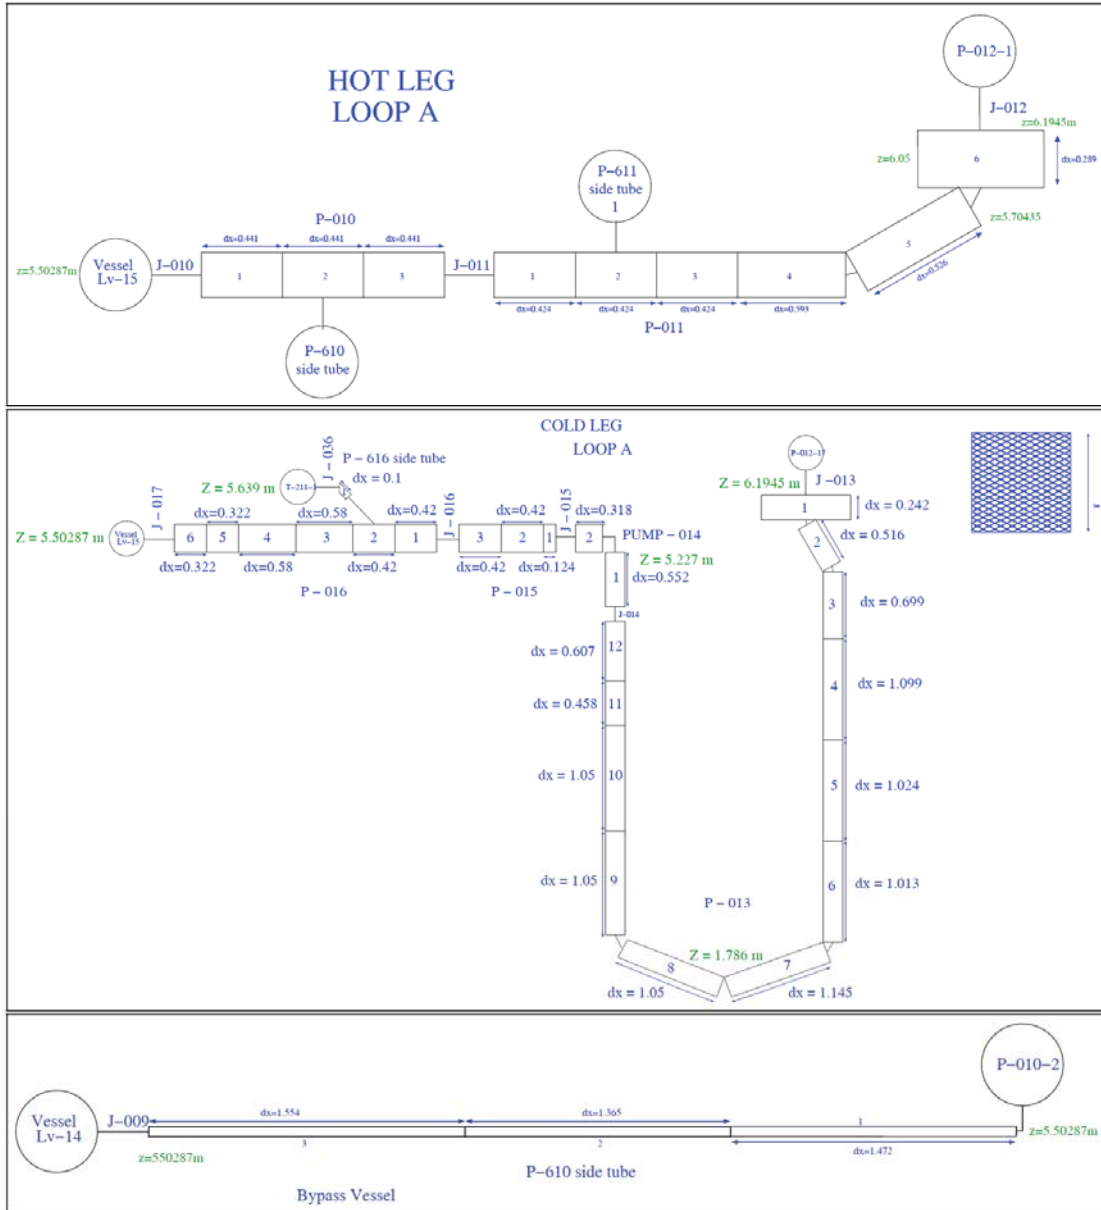 HOT LEG
LOOP A
P-012-1
J-012
z=6.1945m
z=6.05
6
dx=0.289
P-611
side tube
1
z=5.70435
P-010
5
dx=0.441
dx=0.441
dx=0.441
dx=0.526
z=5.50287m
Vessel
Lv-15
J-010
1
2
3
J-011
1
2
3
4
dx=0.424
dx=0.424
dx=0.424
dx=0.593
P-011
P-610
side tube
COLD LEG
LOOP A
J-017
J-036
P-616 side tube
dx = 0.1
Z = 5.639 m
J-016
J-015
dx=0.322
dx=0.58
dx=0.42
dx=0.42
dx=0.318
Z = 5.50287 m
Vessel
Lv-15
6
5
4
3
2
1
3
2
1
2
PUMP-014
dx=0.322
dx=0.58
dx=0.42
dx=0.42
dx=0.124
P-016
P-015
Z = 5.227 m
1
dx=0.552
J-014
12
dx = 0.607
11
dx = 0.458
10
dx = 1.05
9
dx = 1.05
8
dx = 1.05
Z = 1.786 m
P-013
7
dx = 1.145
P-012-17
J-013
Z = 6.1945 m
1
dx = 0.242
2
dx = 0.516
3
dx = 0.699
4
dx = 1.099
5
dx = 1.024
6
dx = 1.013
P-010-2
Vessel
Lv-14
J-009
dx=1.554
dx=1.365
1
z=5.50287m
3
2
dx=1.472
z=550287m
P-610 side tube
Bypass Vessel